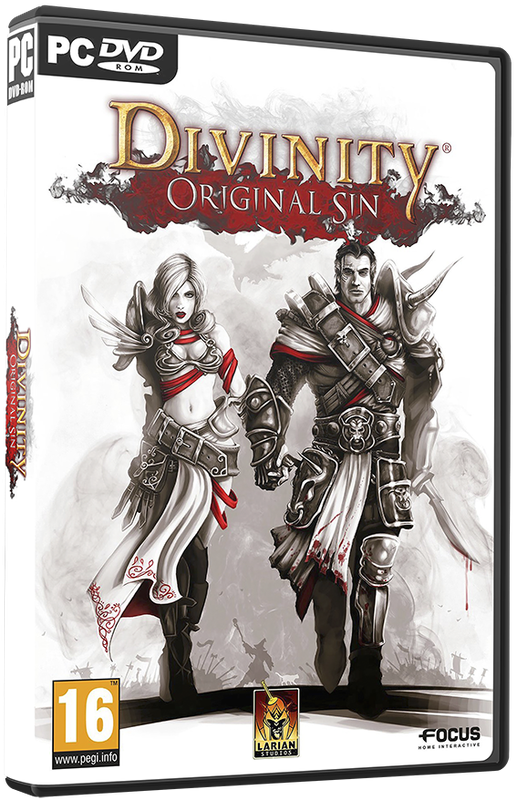 PC
DVD-ROM
PC DVD
ROM
DIVINITY®
ORIGINAL SIN
DIVINITY
ORIGINAL SIN
16
™
www.pegi.info
LARIAN
STUDIOS
FOCUS
HOME INTERACTIVE